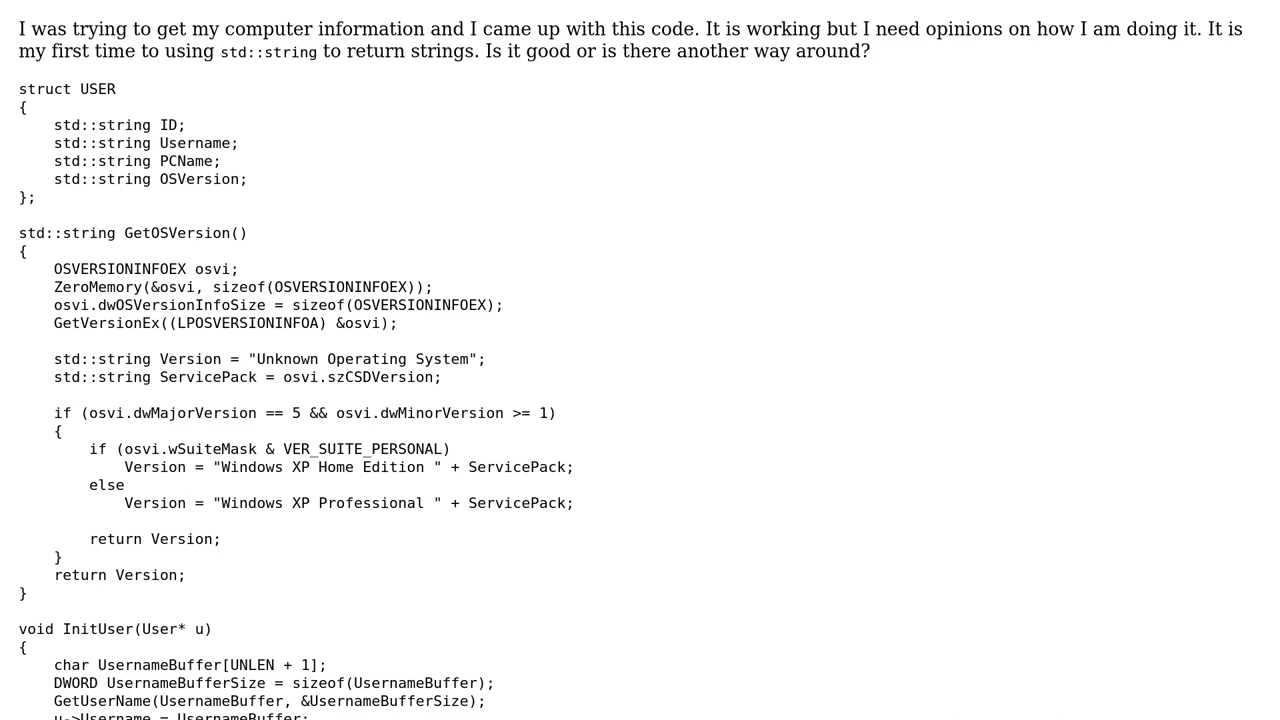 I was trying to get my computer information and I came up with this code. It is working but I need opinions on how I am doing it. It is
my first time to using std::string to return strings. Is it good or is there another way around?
struct USER
{
    std::string ID;
    std::string Username;
    std::string PCName;
    std::string OSVersion;
};
std::string GetOSVersion()
{
    OSVERSIONINFOEX osvi;
    ZeroMemory(&osvi, sizeof(OSVERSIONINFOEX));
    osvi.dwOSVersionInfoSize = sizeof(OSVERSIONINFOEX);
    GetVersionEx((LPOSVERSIONINFOA) &osvi);
    std::string Version = "Unknown Operating System";
    std::string ServicePack = osvi.szCSDVersion;
    if (osvi.dwMajorVersion == 5 && osvi.dwMinorVersion >= 1)
    {
        if (osvi.wSuiteMask & VER_SUITE_PERSONAL)
            Version = "Windows XP Home Edition " + ServicePack;
        else
            Version = "Windows XP Professional " + ServicePack;
        return Version;
    }
    return Version;
}
void InitUser(User* u)
{
    char UsernameBuffer[UNLEN + 1];
    DWORD UsernameBufferSize = sizeof(UsernameBuffer);
    GetUserName(UsernameBuffer, &UsernameBufferSize);
    u->Username = UsernameBuffer;